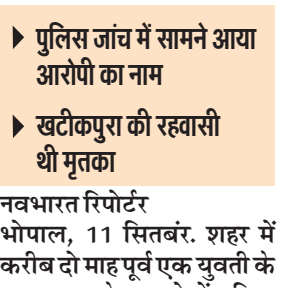 पुलिस जांच में सामने आया
आरोपी का नाम
खटीकपुरा की रहवासी
थी मृतका
नवभारत रिपोर्टर
भोपाल, 11 सितबंर. शहर में
करीब दो माह पूर्व एक युवती के